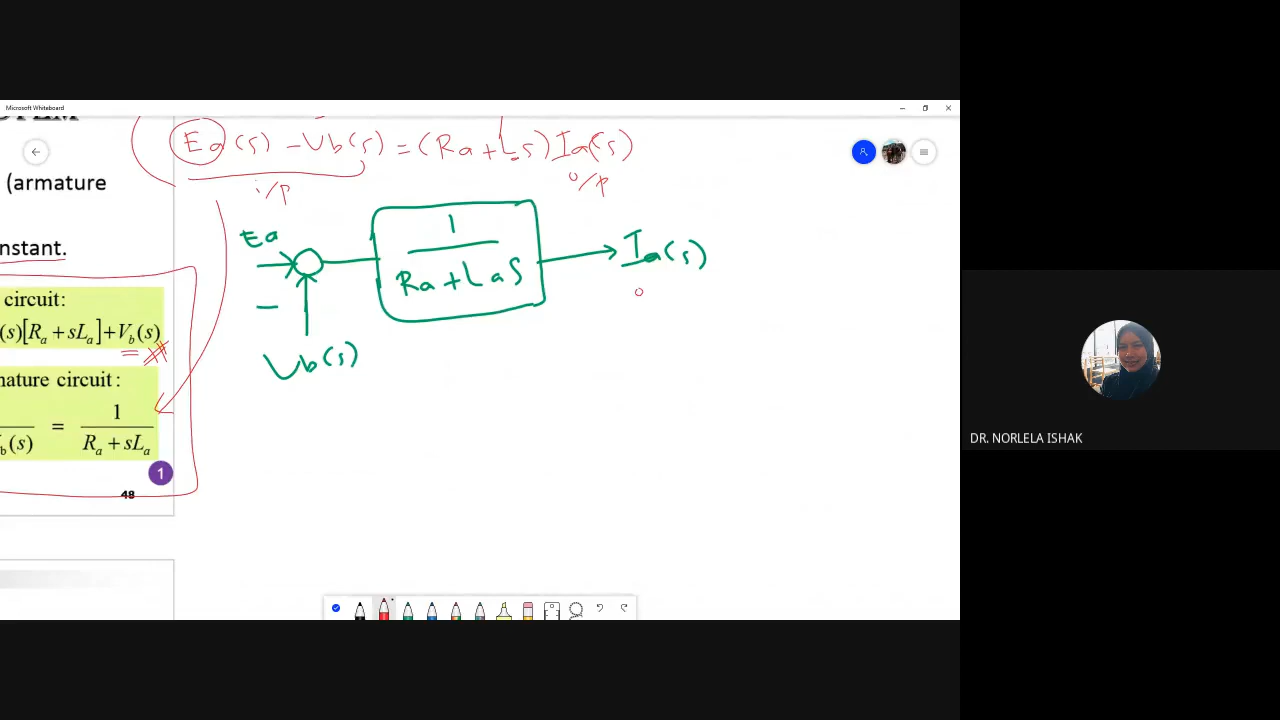 Microsoft Whiteboard
Ea(s) - Vb(s) = (Ra+Las)Ia(s)
i/p
o/p
(armature
nstant.
circuit:
(s)[Ra + sLa]+Vb(s)
=
mature circuit:
b(s) = 1
Ra + sLa
1
48
Ea
-
Vb(s)
1
Ra+LaS
Ia(s)
o
DR. NORLELA ISHAK